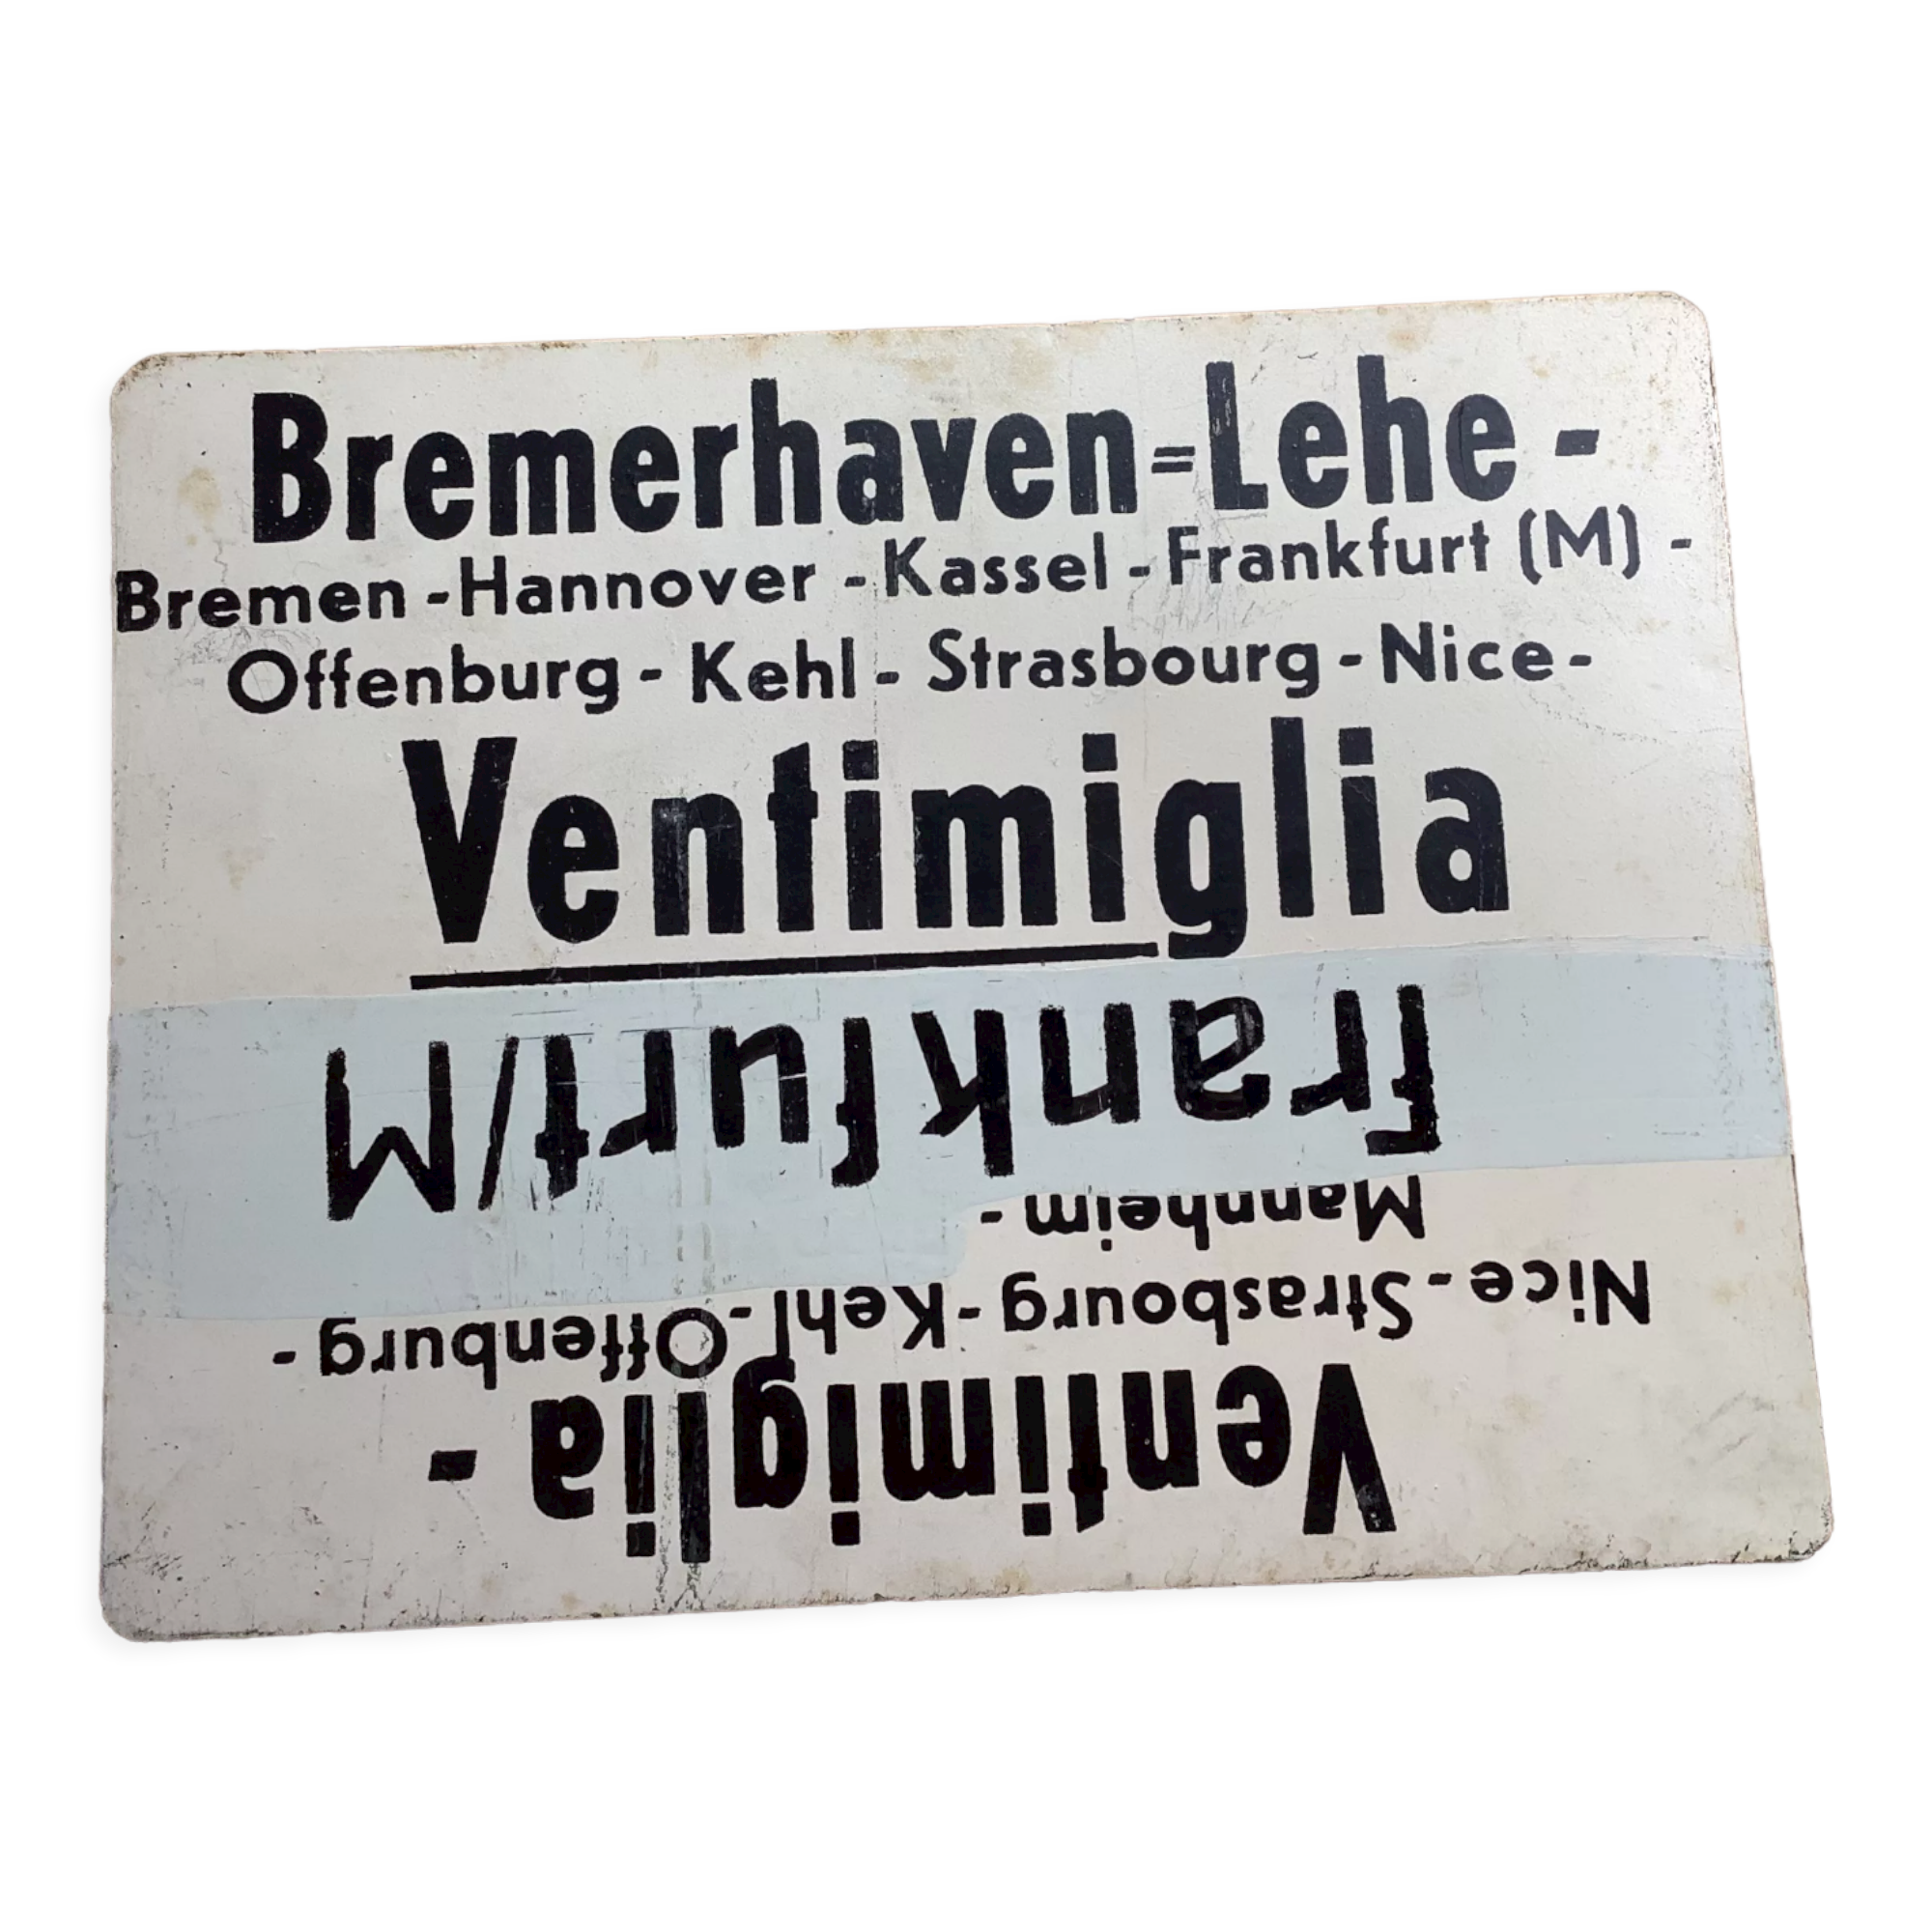 Bremerhaven=Lehe -
Bremen - Hannover - Kassel - Frankfurt (M) -
Offenburg - Kehl - Strasbourg - Nice -
Ventimiglia
Ventimiglia -
Nice - Strasbourg - Kehl - Offenburg -
Mannheim -
Frankfurt/M